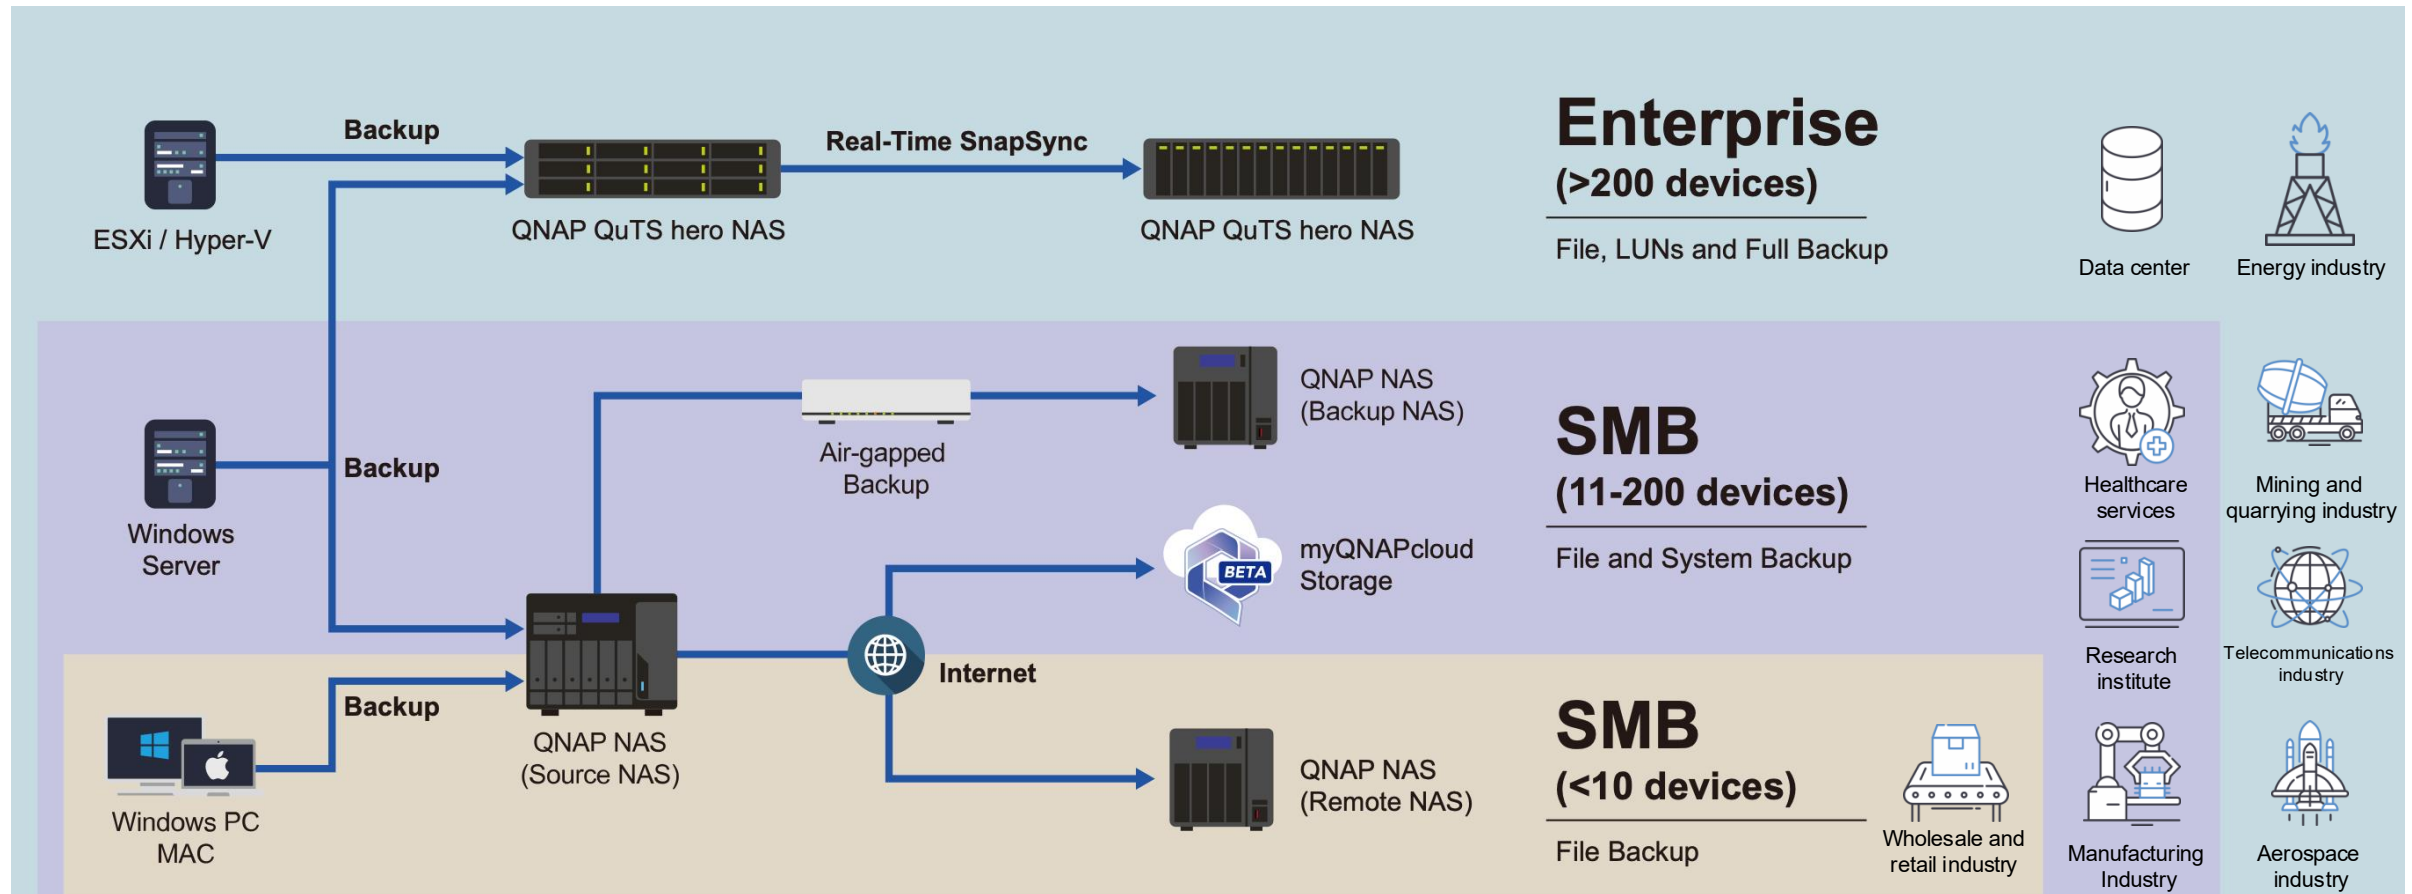 Backup
Real-Time SnapSync
ESXi / Hyper-V
QNAP QuTS hero NAS
QNAP QuTS hero NAS
Enterprise
(>200 devices)
File, LUNs and Full Backup
Data center
Energy industry
Windows
Server
Backup
Air-gapped
Backup
QNAP NAS
(Backup NAS)
BETA
myQNAPcloud
Storage
SMB
(11-200 devices)
File and System Backup
Healthcare
services
Mining and
quarrying industry
Research
institute
Telecommunications
industry
Windows PC
MAC
Backup
QNAP NAS
(Source NAS)
Internet
QNAP NAS
(Remote NAS)
SMB
(<10 devices)
File Backup
Wholesale and
retail industry
Manufacturing
Industry
Aerospace
industry